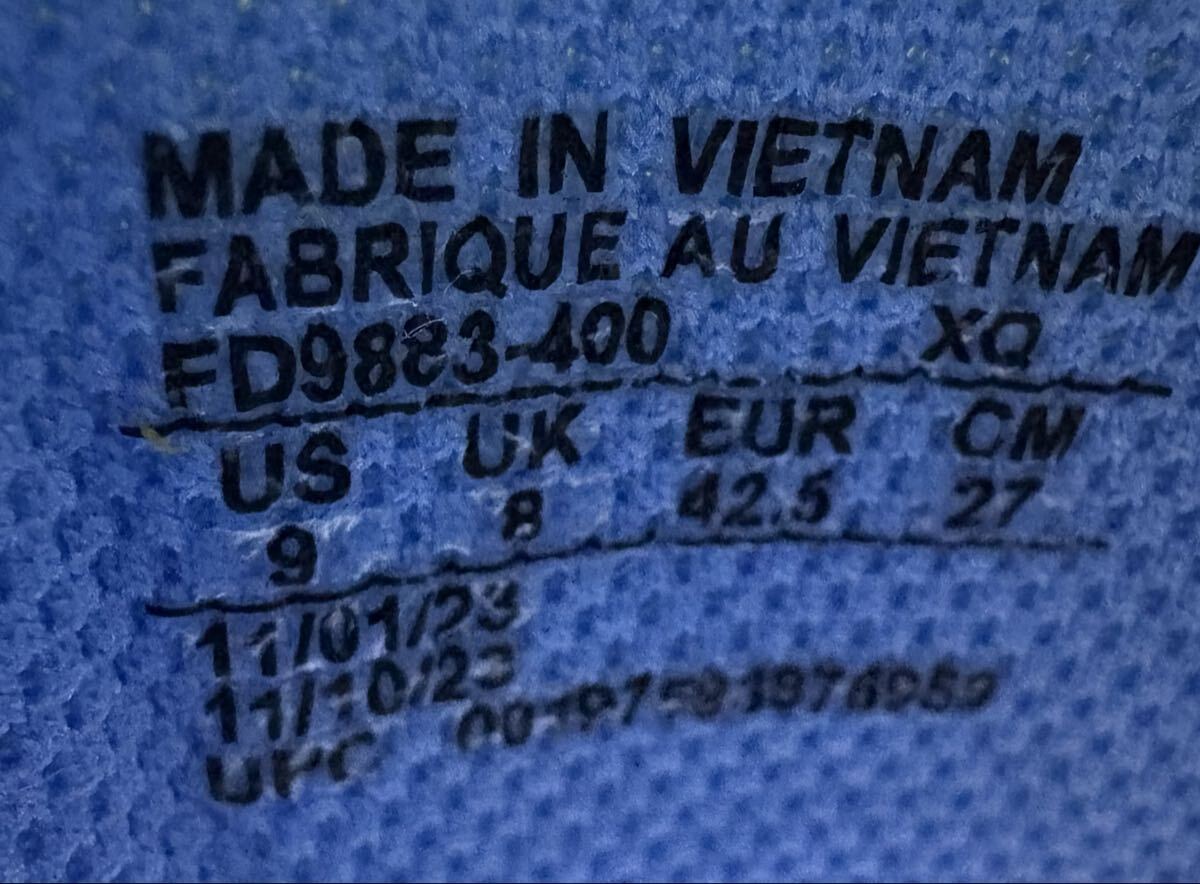 MADE IN VIETNAM
FABRIQUE AU VIETNAM
FD9883-400 XQ
US UK EUR CM
9 8 42.5 27
11/01/23
11/10/23
UPC